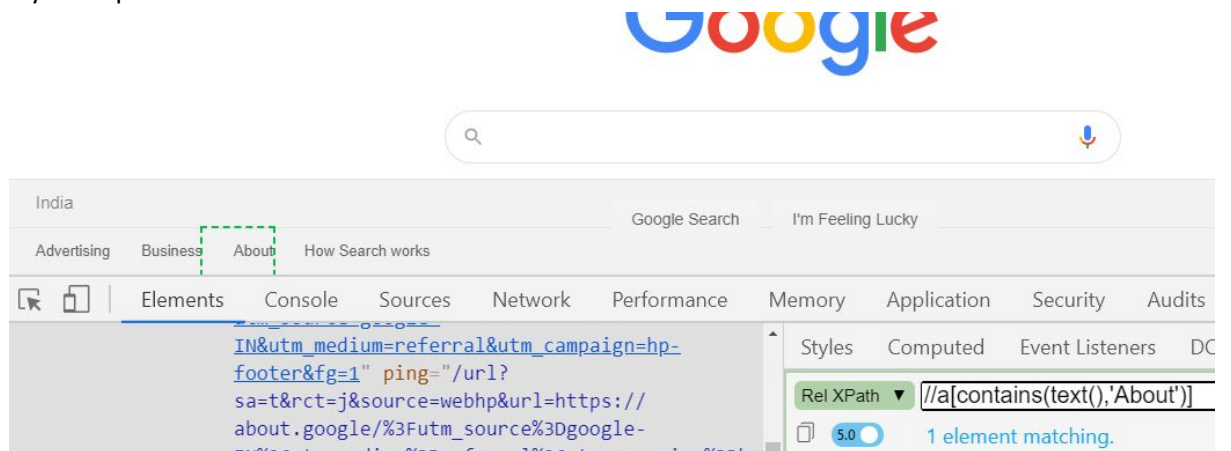 Google
India
Google Search I'm Feeling Lucky
Advertising Business About How Search works
Elements Console Sources Network Performance Memory Application Security Audits
IN&utm_medium=referral&utm_campaign=hp-
footer&fg=1" ping="/url?
sa=t&rct=j&source=webhp&url=https://
about.google/%3Futm_source%3Dgoogle-
Styles Computed Event Listeners
Rel XPath ▼ //a[contains(text(),'About')]
5.0 1 element matching.